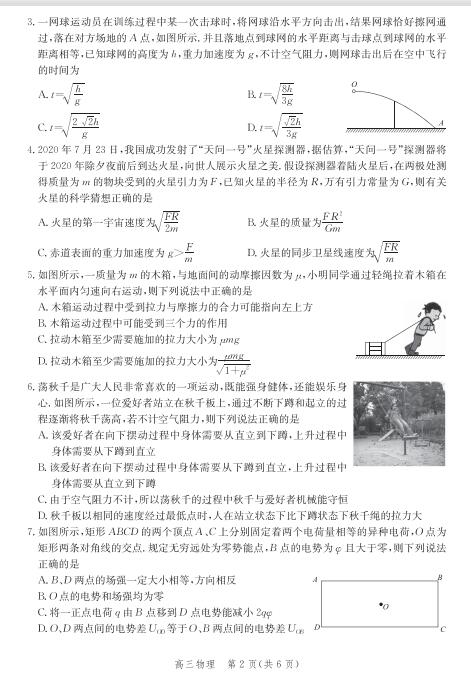 3. 一网球运动员在训练过程中某一次击球时,将网球沿水平方向击出,结果网球恰好擦网通
过,落在对方场地的A点,如图所示.并且落地点到球网的水平距离与击球点到球网的水平
距离相等,已知球网的高度为h,重力加速度为g,不计空气阻力,则网球击出后在空中飞行
的时间为
A. t=√(h/g) B. t=√(8h/3g)
C. t=√(2√2h/g) D. t=√(√2h/3g)
O
A
4. 2020年7月23日,我国成功发射了“天问一号”火星探测器,据估算,“天问一号”探测器将
于2020年除夕夜前后到达火星,向世人展示火星之美.假设探测器着陆火星后,在两极处测
得质量为m的物块受到的火星引力为F,已知火星的半径为R,万有引力常量为G,则有关
火星的科学猜想正确的是
A. 火星的第一宇宙速度为√(FR/2m) B. 火星的质量为FR²/Gm
C. 赤道表面的重力加速度为g>F/m D. 火星的同步卫星线速度为√(FR/m)
5. 如图所示,一质量为m的木箱,与地面间的动摩擦因数为μ,小明同学通过轻绳拉着木箱在
水平面内匀速向右运动,则下列说法中正确的是
A. 木箱运动过程中受到拉力与摩擦力的合力可能指向左上方
B. 木箱运动过程中可能受到三个力的作用
C. 拉动木箱至少需要施加的拉力大小为μmg
D. 拉动木箱至少需要施加的拉力大小为μmg/√(1+μ²)
6. 荡秋千是广大人民非常喜欢的一项运动,既能强身健体,还能娱乐身
心.如图所示,一位爱好者站立在秋千板上,通过不断下蹲和起立的过
程逐渐将秋千荡高,若不计空气阻力,则下列说法正确的是
A. 该爱好者在向下摆动过程中身体需要从直立到下蹲,上升过程中
身体需要从下蹲到直立
B. 该爱好者在向下摆动过程中身体需要从下蹲到直立,上升过程中
身体需要从直立到下蹲
C. 由于空气阻力不计,所以荡秋千的过程中秋千与爱好者机械能守恒
D. 秋千板以相同的速度经过最低点时,人在站立状态下比下蹲状态下秋千绳的拉力大
7. 如图所示,矩形ABCD的两个顶点A、C上分别固定着两个电荷量相等的异种电荷,O点为
矩形两条对角线的交点.规定无穷远处为零势能点,B点的电势为φ且大于零,则下列说法
正确的是
A. B、D两点的场强一定大小相等,方向相反
B. O点的电势和场强均为零
C. 将一正点电荷q由B点移到D点电势能减小2qφ
D. O、D两点间的电势差U_OD等于O、B两点间的电势差U_OB
A
B
O
D
C
高三物理 第2页(共6页)